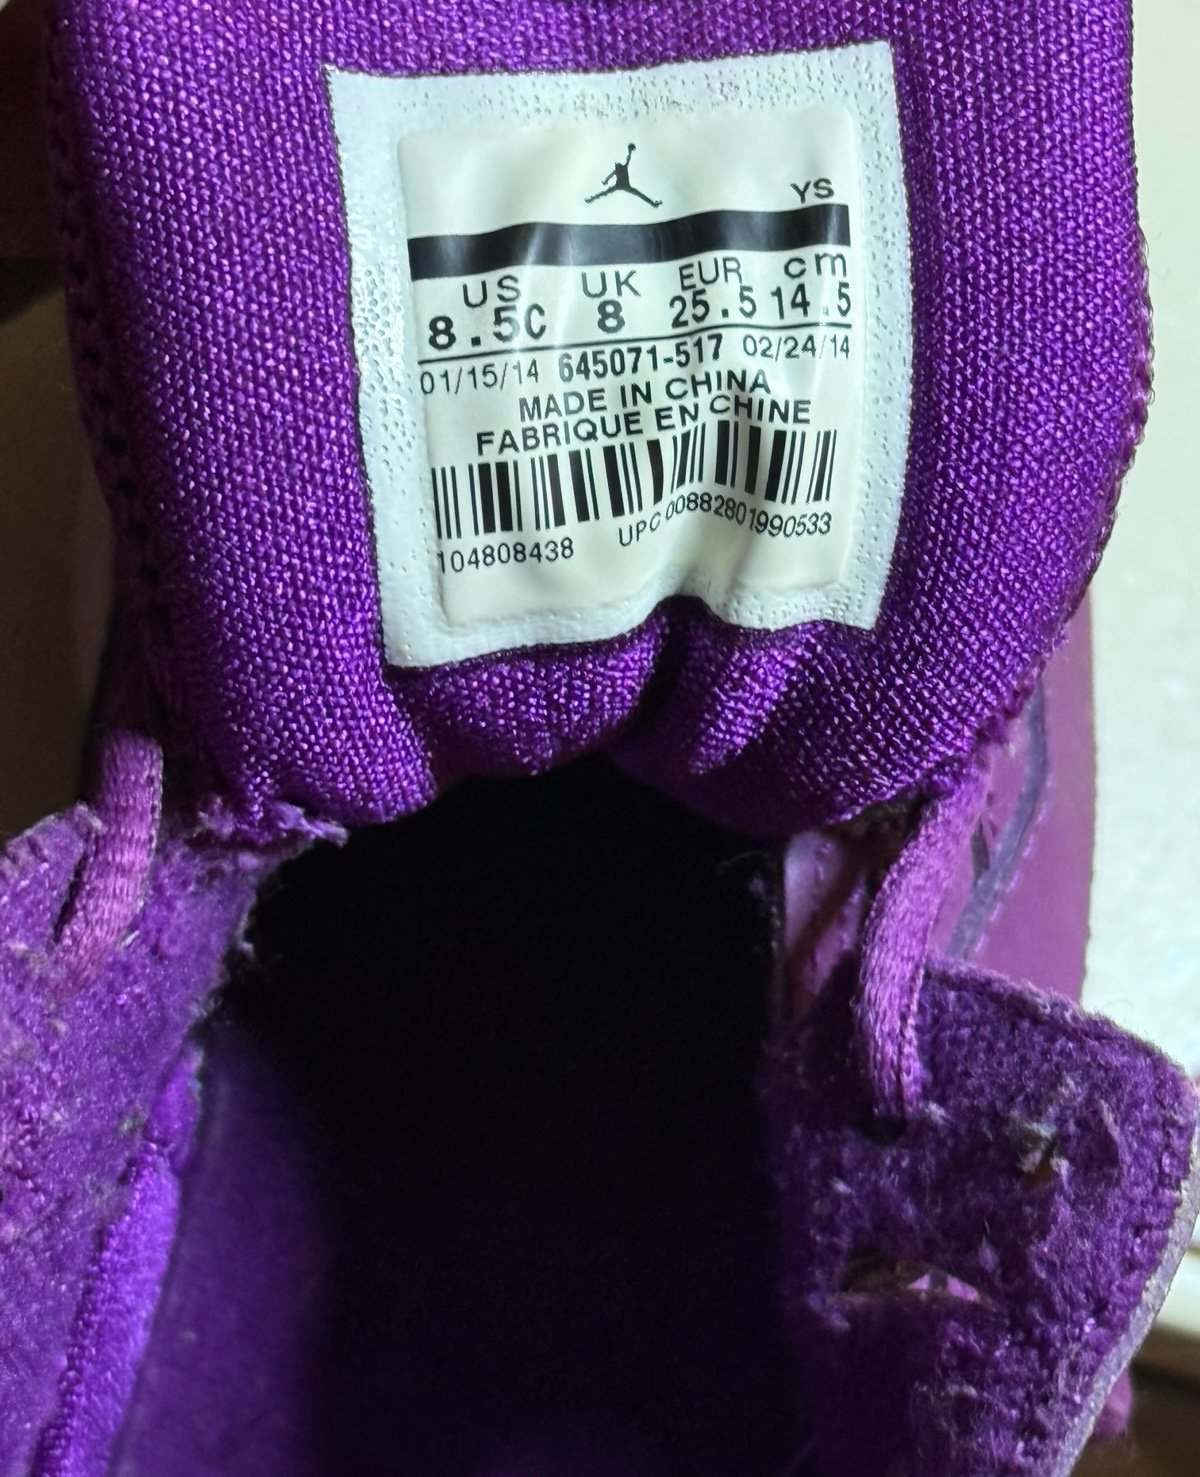 YS
US UK EUR cm
8.5C 8 25.5 14.5
01/15/14 645071-517 02/24/14
MADE IN CHINA
FABRIQUE EN CHINE
104808438 UPC 00882801990533